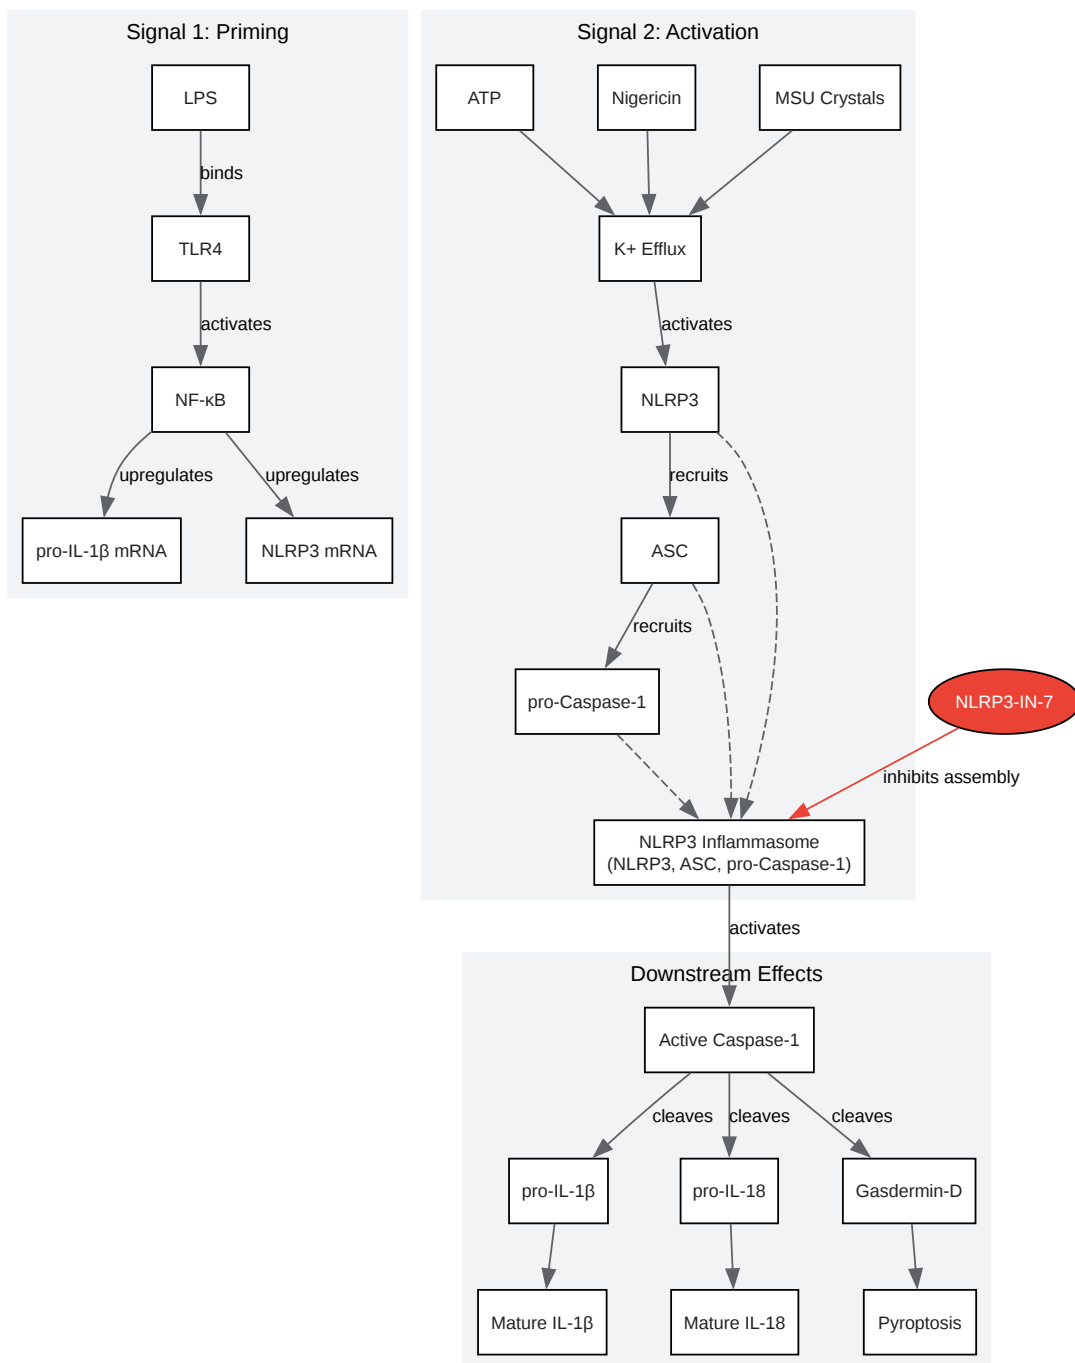 Signal 1: Priming
LPS
binds
TLR4
activates
NF-κB
upregulates
upregulates
pro-IL-1β mRNA
NLRP3 mRNA
Signal 2: Activation
ATP
Nigericin
MSU Crystals
K+ Efflux
activates
NLRP3
recruits
ASC
recruits
pro-Caspase-1
NLRP3-IN-7
inhibits assembly
NLRP3 Inflammasome
(NLRP3, ASC, pro-Caspase-1)
activates
Downstream Effects
Active Caspase-1
cleaves
cleaves
cleaves
pro-IL-1β
pro-IL-18
Gasdermin-D
Mature IL-1β
Mature IL-18
Pyroptosis